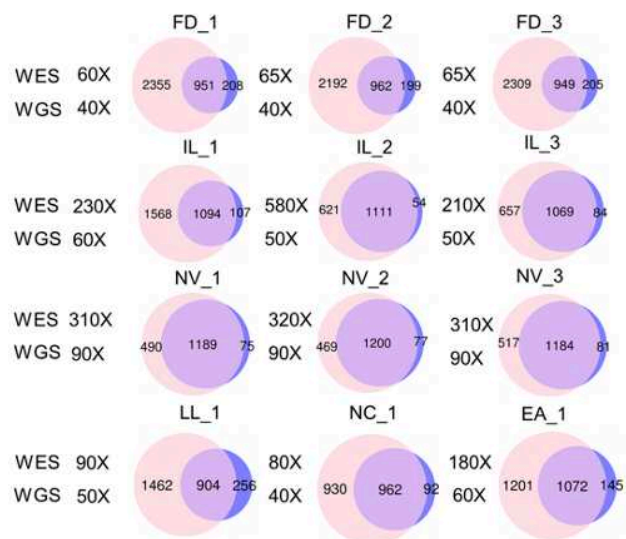 FD_1 FD_2 FD_3
WES 60X 2355 951 208 65X 2192 962 199 65X 2309 949 205
WGS 40X 40X 40X
IL_1 IL_2 IL_3
WES 230X 1568 1094 107 580X 621 1111 54 210X 657 1069 84
WGS 60X 50X 50X
NV_1 NV_2 NV_3
WES 310X 320X 310X
WGS 90X 490 1189 75 90X 469 1200 77 90X 517 1184 81
LL_1 NC_1 EA_1
WES 90X 1462 904 256 80X 930 962 92 180X 1201 1072 145
WGS 50X 40X 60X